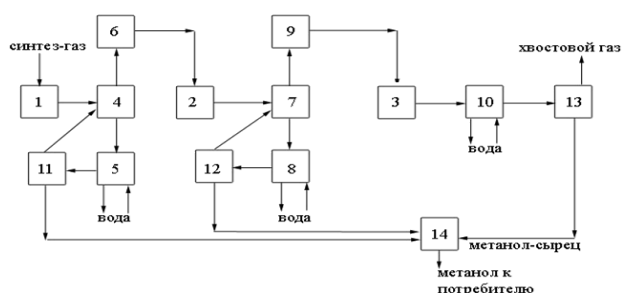 6
9
синтез-газ
хвостовой газ
1
4
2
7
3
10
13
11
5
12
8
вода
вода
вода
14
метанол-сырец
метанол к
потребителю